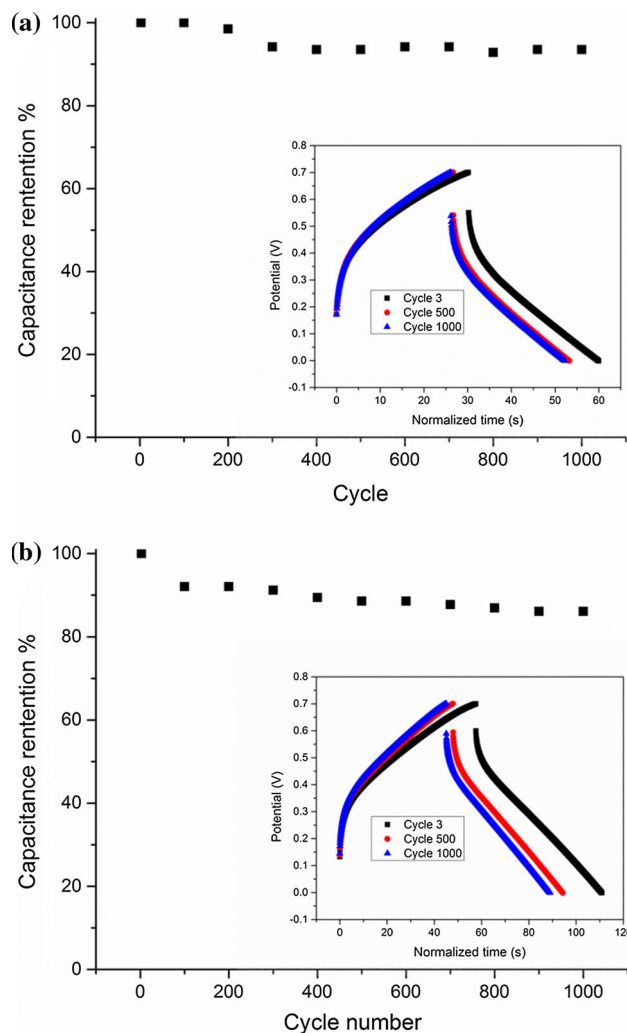 (a)
100
80
60
40
20
0
Capacitance rentention %
0 200 400 600 800 1000
Cycle
0.8
0.7
0.6
0.5
0.4
0.3
0.2
0.1
0.0
-0.1
Potential (V)
Cycle 3
Cycle 500
Cycle 1000
0 10 20 30 40 50 60
Normalized time (s)
(b)
100
80
60
40
20
0
Capacitance rentention %
0 200 400 600 800 1000
Cycle number
0.8
0.7
0.6
0.5
0.4
0.3
0.2
0.1
0.0
-0.1
Potential (V)
Cycle 3
Cycle 500
Cycle 1000
0 20 40 60 80 100 120
Normalized time (s)